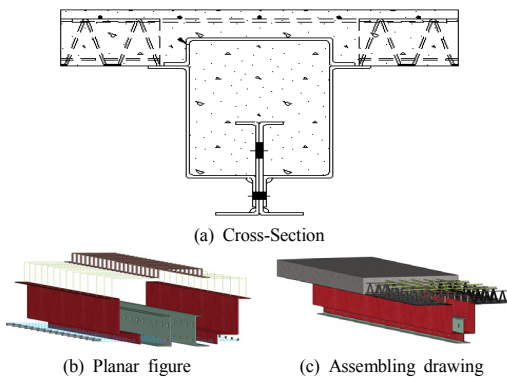 (a) Cross-Section
(b) Planar figure
(c) Assembling drawing